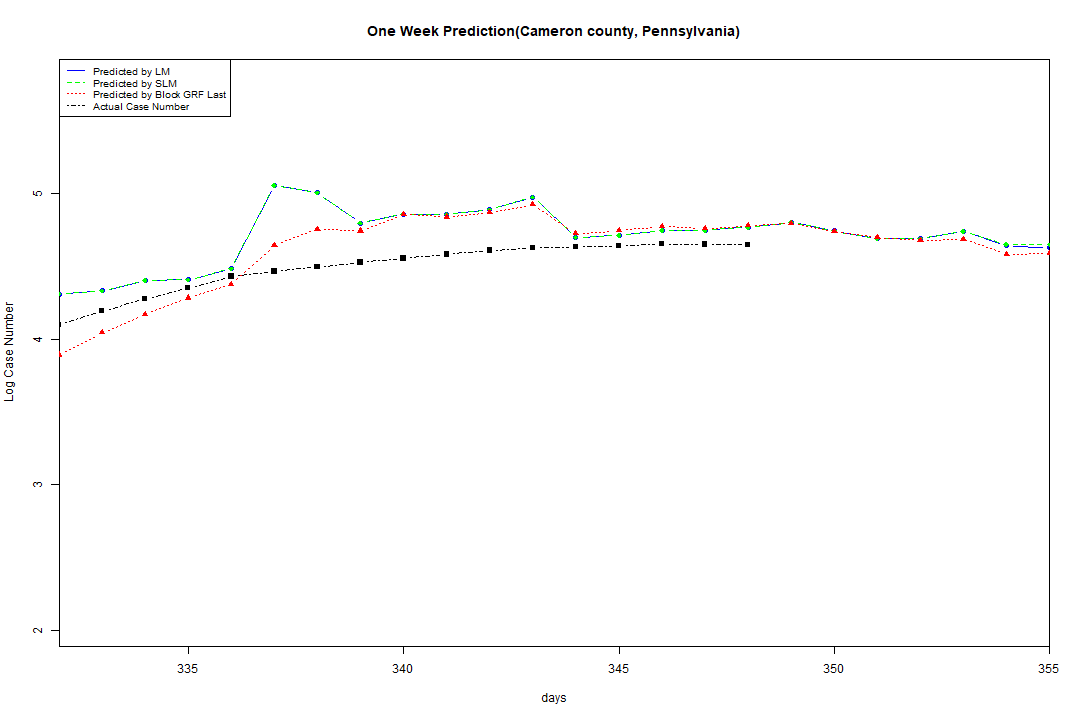 One Week Prediction(Cameron county, Pennsylvania)
Predicted by LM
Predicted by SLM
Predicted by Block GRF Last
Actual Case Number
5
4
3
2
Log Case Number
335 340 345 350 355
days